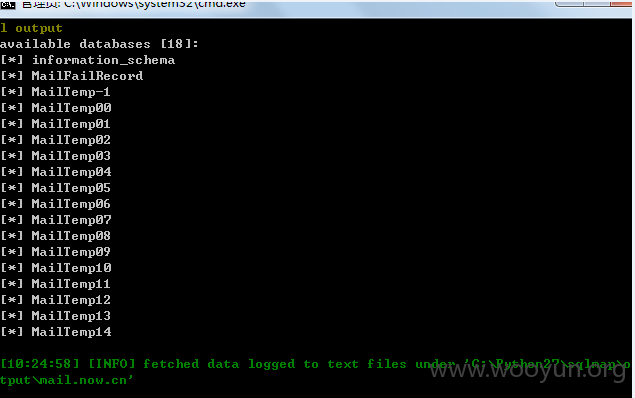 管理员: C:\Windows\system32\cmd.exe
l output
available databases [18]:
[*] information_schema
[*] MailFailRecord
[*] MailTemp-1
[*] MailTemp00
[*] MailTemp01
[*] MailTemp02
[*] MailTemp03
[*] MailTemp04
[*] MailTemp05
[*] MailTemp06
[*] MailTemp07
[*] MailTemp08
[*] MailTemp09
[*] MailTemp10
[*] MailTemp11
[*] MailTemp12
[*] MailTemp13
[*] MailTemp14
[10:24:58] [INFO] fetched data logged to text files under 'C:\Python27\sqlmap\o
tput\mail.now.cn'
www.wooyun.org